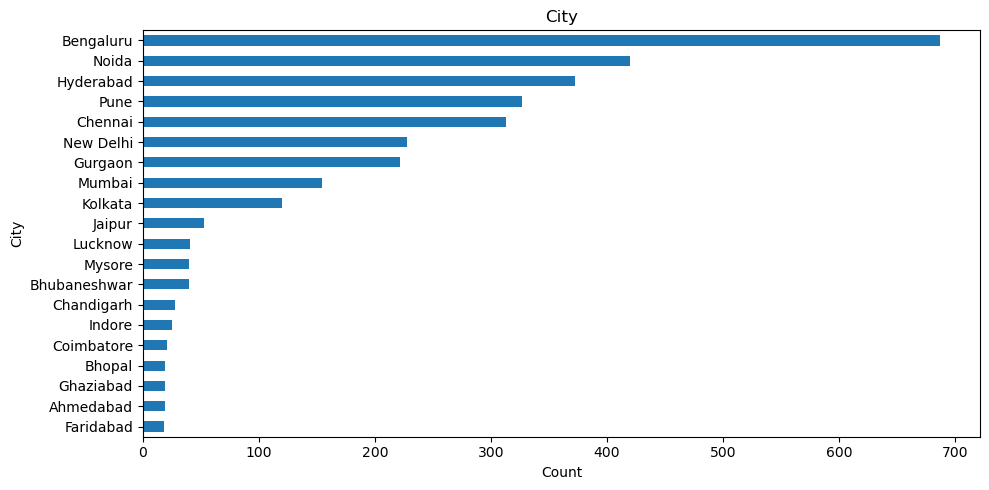 City
Bengaluru
Noida
Hyderabad
Pune
Chennai
New Delhi
Gurgaon
Mumbai
Kolkata
Jaipur
Lucknow
Mysore
Bhubaneshwar
Chandigarh
Indore
Coimbatore
Bhopal
Ghaziabad
Ahmedabad
Faridabad
City
0 100 200 300 400 500 600 700
Count